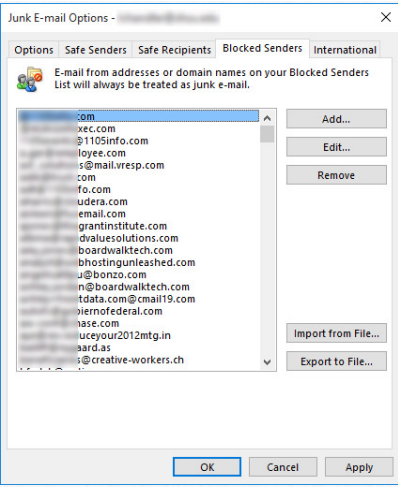 Junk E-mail Options -
Options Safe Senders Safe Recipients Blocked Senders International
E-mail from addresses or domain names on your Blocked Senders
List will always be treated as junk e-mail.
.com
xec.com
@1105info.com
loyee.com
s@mail.vresp.com
.com
fo.com
udera.com
email.com
grantinstitute.com
dvaluesolutions.com
@boardwalktech.com
bhostingunleashed.com
u@bonzo.com
n@boardwalktech.com
tdata.com@cmail19.com
biernofederal.com
hase.com
uceyour2012mtg.in
aard.as
s@creative-workers.ch
Add...
Edit...
Remove
Import from File...
Export to File...
OK Cancel Apply